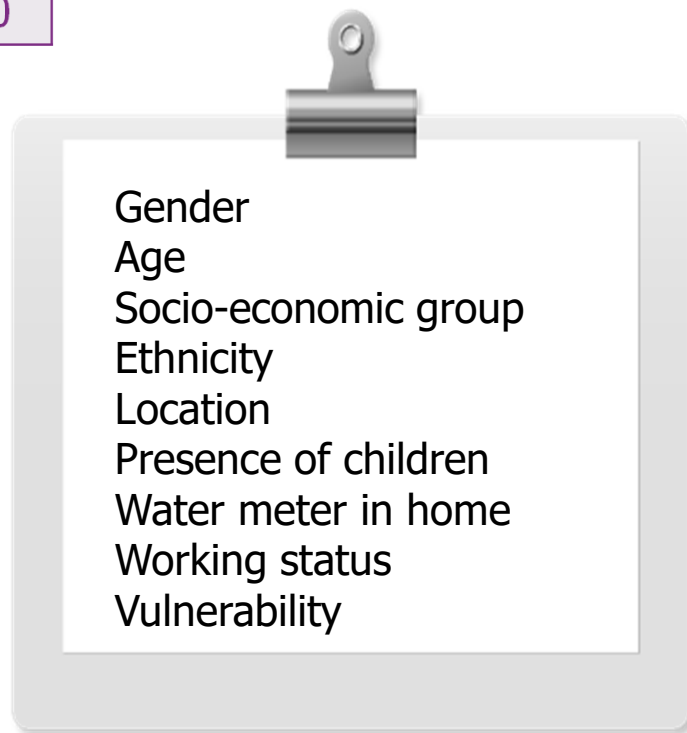 Gender
Age
Socio-economic group
Ethnicity
Location
Presence of children
Water meter in home
Working status
Vulnerability